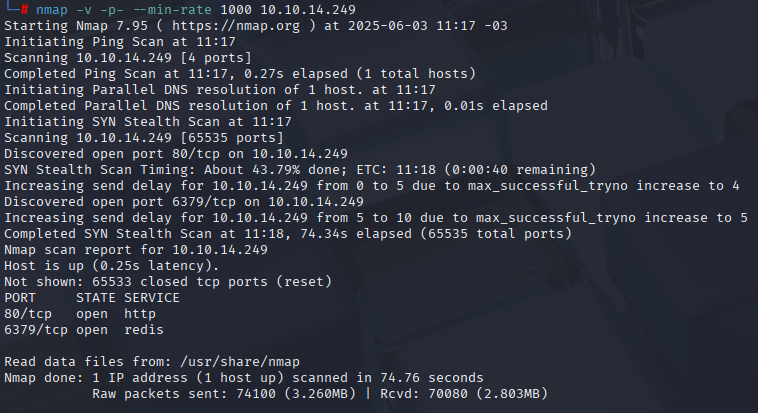 └─# nmap -v -p- --min-rate 1000 10.10.14.249
Starting Nmap 7.95 ( https://nmap.org ) at 2025-06-03 11:17 -03
Initiating Ping Scan at 11:17
Scanning 10.10.14.249 [4 ports]
Completed Ping Scan at 11:17, 0.27s elapsed (1 total hosts)
Initiating Parallel DNS resolution of 1 host. at 11:17
Completed Parallel DNS resolution of 1 host. at 11:17, 0.01s elapsed
Initiating SYN Stealth Scan at 11:17
Scanning 10.10.14.249 [65535 ports]
Discovered open port 80/tcp on 10.10.14.249
SYN Stealth Scan Timing: About 43.79% done; ETC: 11:18 (0:00:40 remaining)
Increasing send delay for 10.10.14.249 from 0 to 5 due to max_successful_tryno increase to 4
Discovered open port 6379/tcp on 10.10.14.249
Increasing send delay for 10.10.14.249 from 5 to 10 due to max_successful_tryno increase to 5
Completed SYN Stealth Scan at 11:18, 74.34s elapsed (65535 total ports)
Nmap scan report for 10.10.14.249
Host is up (0.25s latency).
Not shown: 65533 closed tcp ports (reset)
PORT     STATE SERVICE
80/tcp   open  http
6379/tcp open  redis
Read data files from: /usr/share/nmap
Nmap done: 1 IP address (1 host up) scanned in 74.76 seconds
           Raw packets sent: 74100 (3.260MB) | Rcvd: 70080 (2.803MB)